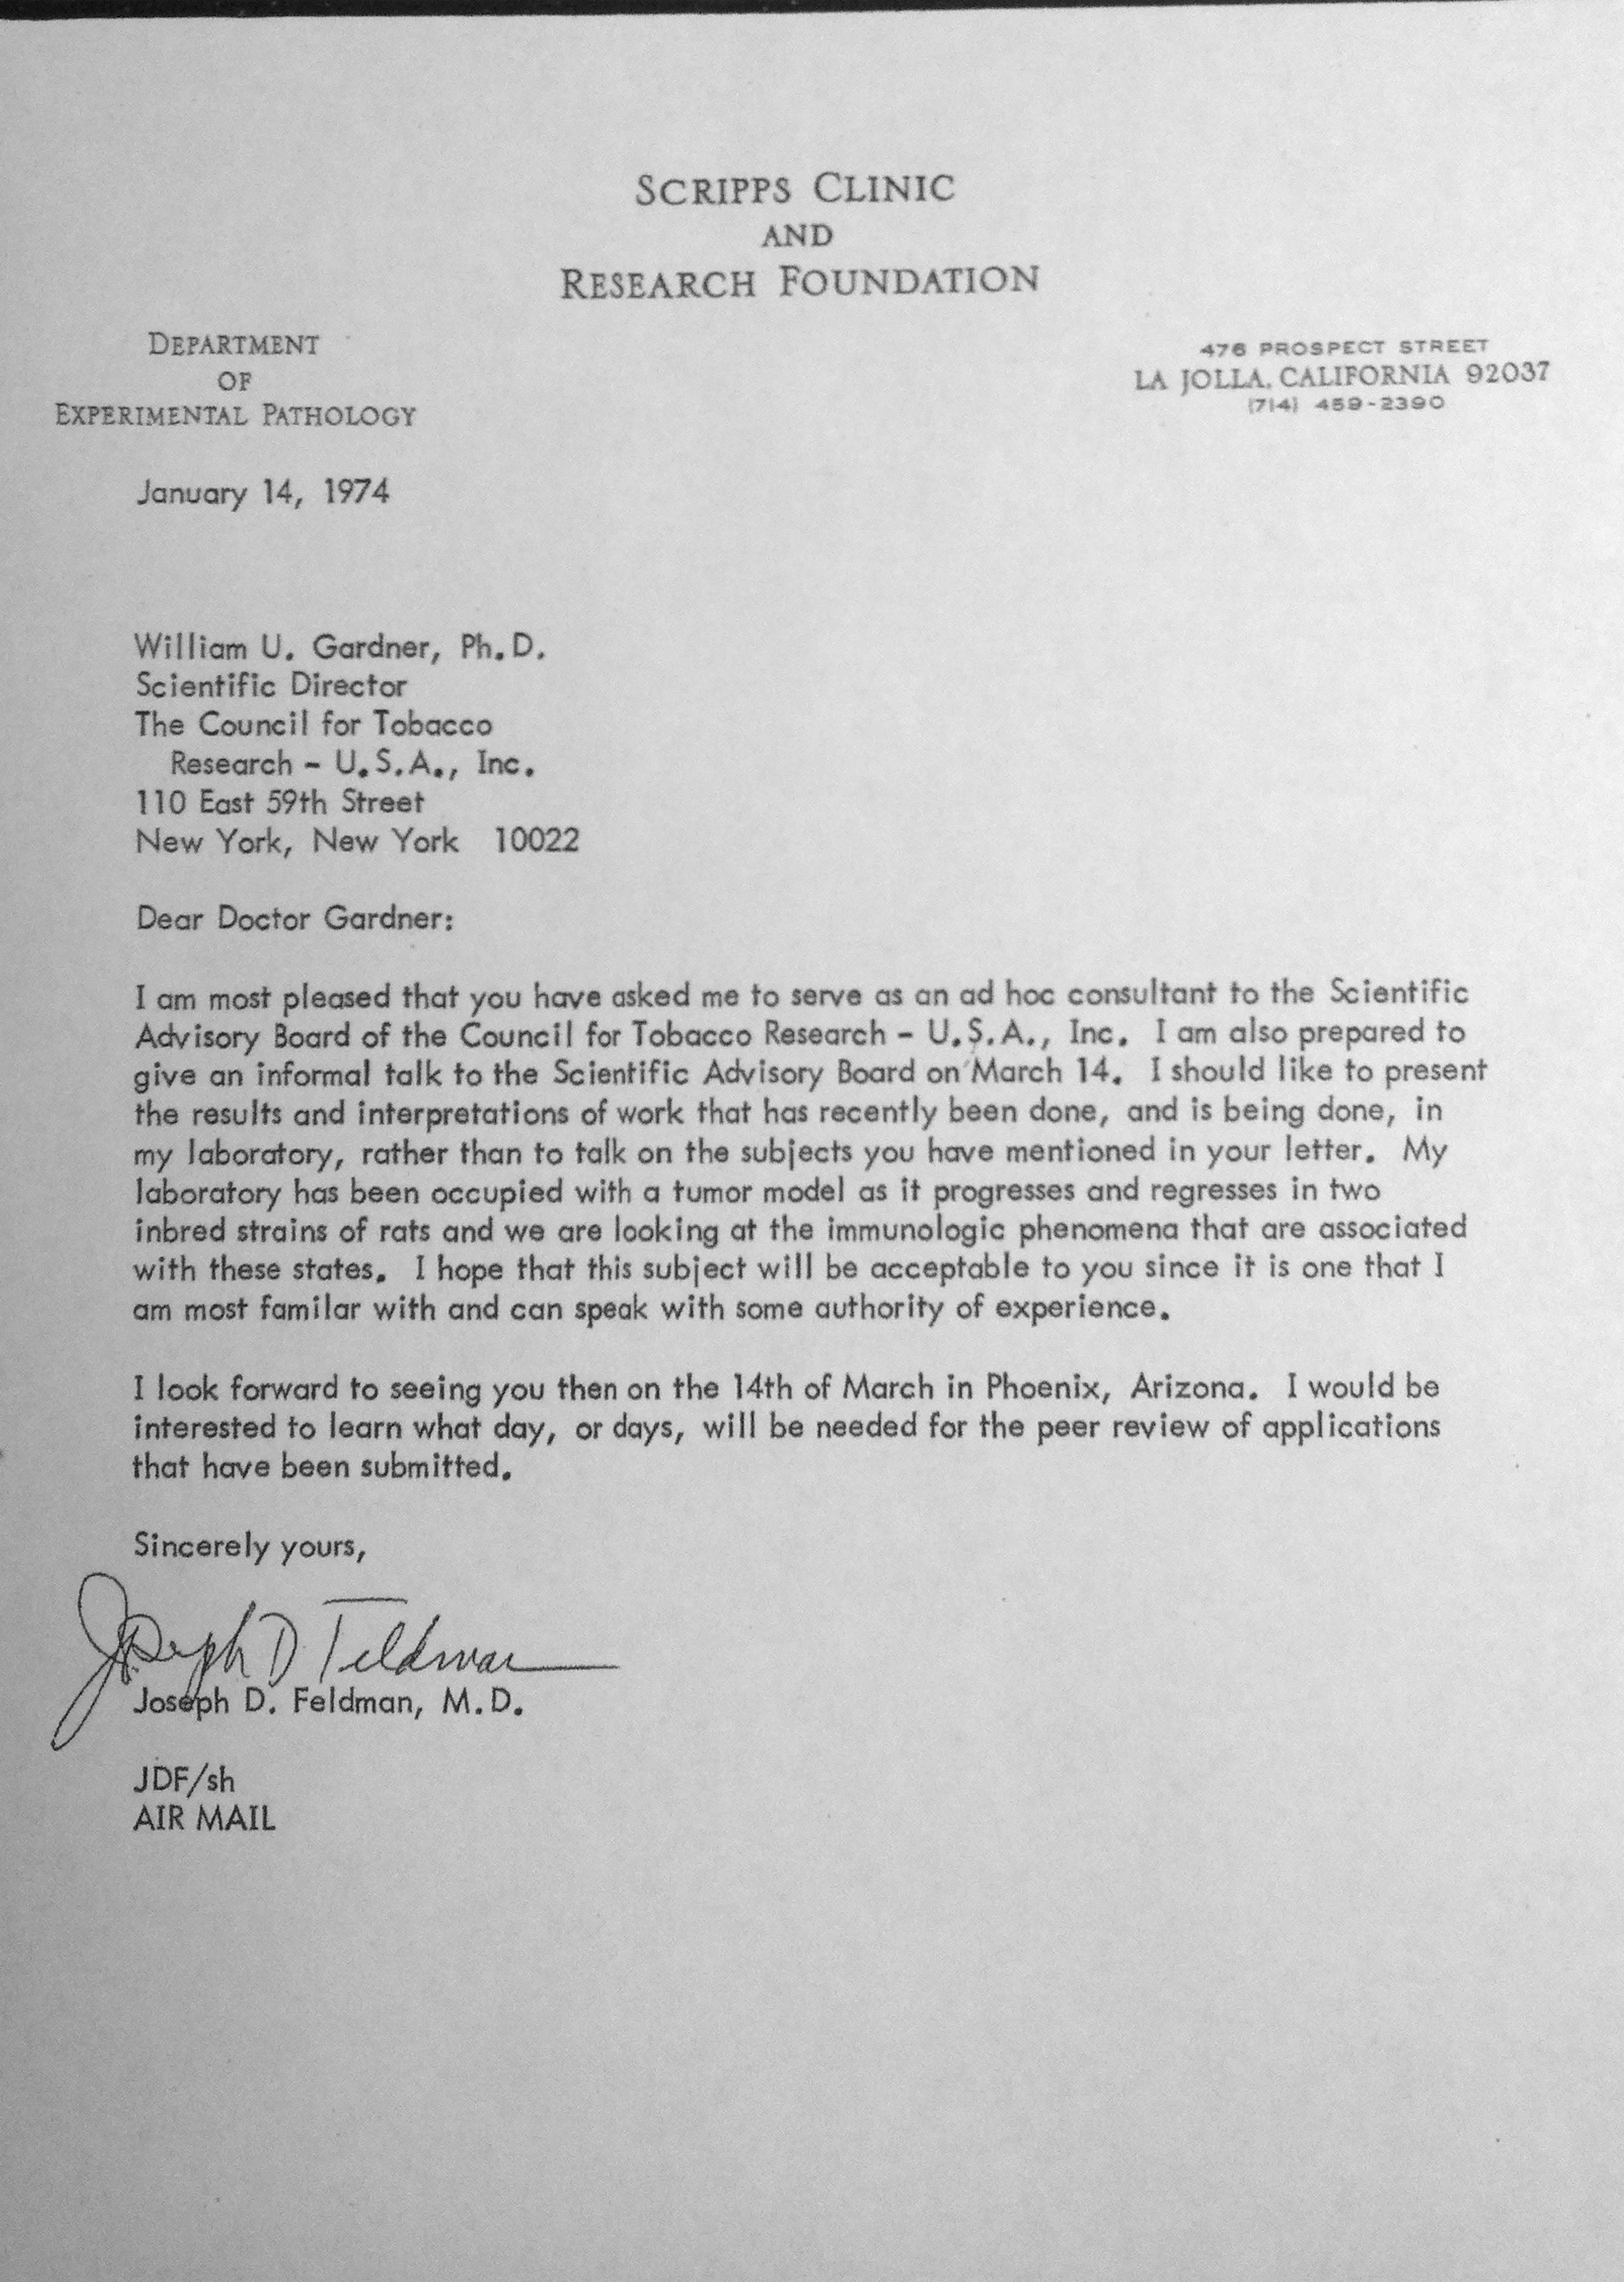 SCRIPPS CLINIC
AND
RESEARCH FOUNDATION
DEPARTMENT
OF
EXPERIMENTAL PATHOLOGY
476 PROSPECT STREET
LA JOLLA, CALIFORNIA 92037
(714) 459-2390
January 14, 1974
William U. Gardner, Ph.D.
Scientific Director
The Council for Tobacco
Research - U.S.A., Inc.
110 East 59th Street
New York, New York 10022
Dear Doctor Gardner:
I am most pleased that you have asked me to serve as an ad hoc consultant to the Scientific
Advisory Board of the Council for Tobacco Research - U.S.A., Inc. I am also prepared to
give an informal talk to the Scientific Advisory Board on March 14. I should like to present
the results and interpretations of work that has recently been done, and is being done, in
my laboratory, rather than to talk on the subjects you have mentioned in your letter. My
laboratory has been occupied with a tumor model as it progresses and regresses in two
inbred strains of rats and we are looking at the immunologic phenomena that are associated
with these states. I hope that this subject will be acceptable to you since it is one that I
am most familar with and can speak with some authority of experience.
I look forward to seeing you then on the 14th of March in Phoenix, Arizona. I would be
interested to learn what day, or days, will be needed for the peer review of applications
that have been submitted.
Sincerely yours,
Joseph D Feldman
Joseph D. Feldman, M.D.
JDF/sh
AIR MAIL